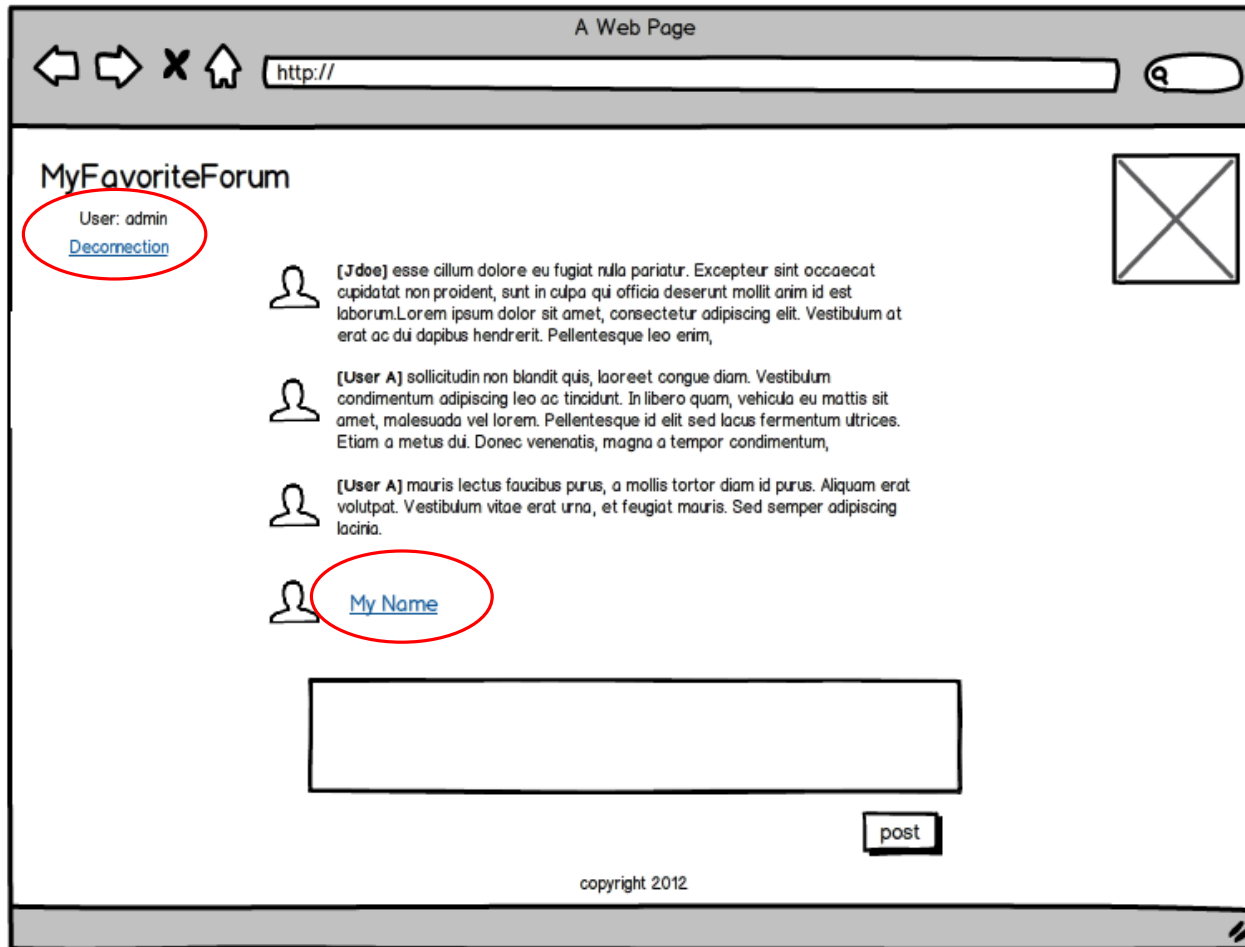 A Web Page
http://
MyFavoriteForum
User: admin
Deconnection
[Jdoe] esse cillum dolore eu fugiat nulla pariatur. Excepteur sint occaecat
cupidatat non proident, sunt in culpa qui officia deserunt mollit anim id est
laborum.Lorem ipsum dolor sit amet, consectetur adipiscing elit. Vestibulum at
erat ac dui dapibus hendrerit. Pellentesque leo enim,
[User A] sollicitudin non blandit quis, laoreet congue diam. Vestibulum
condimentum adipiscing leo ac tincidunt. In libero quam, vehicula eu mattis sit
amet, malesuada vel lorem. Pellentesque id elit sed lacus fermentum ultrices.
Etiam a metus dui. Donec venenatis, magna a tempor condimentum,
[User A] mauris lectus faucibus purus, a mollis tortor diam id purus. Aliquam erat
volutpat. Vestibulum vitae erat urna, et feugiat mauris. Sed semper adipiscing
lacinia.
My Name
post
copyright 2012